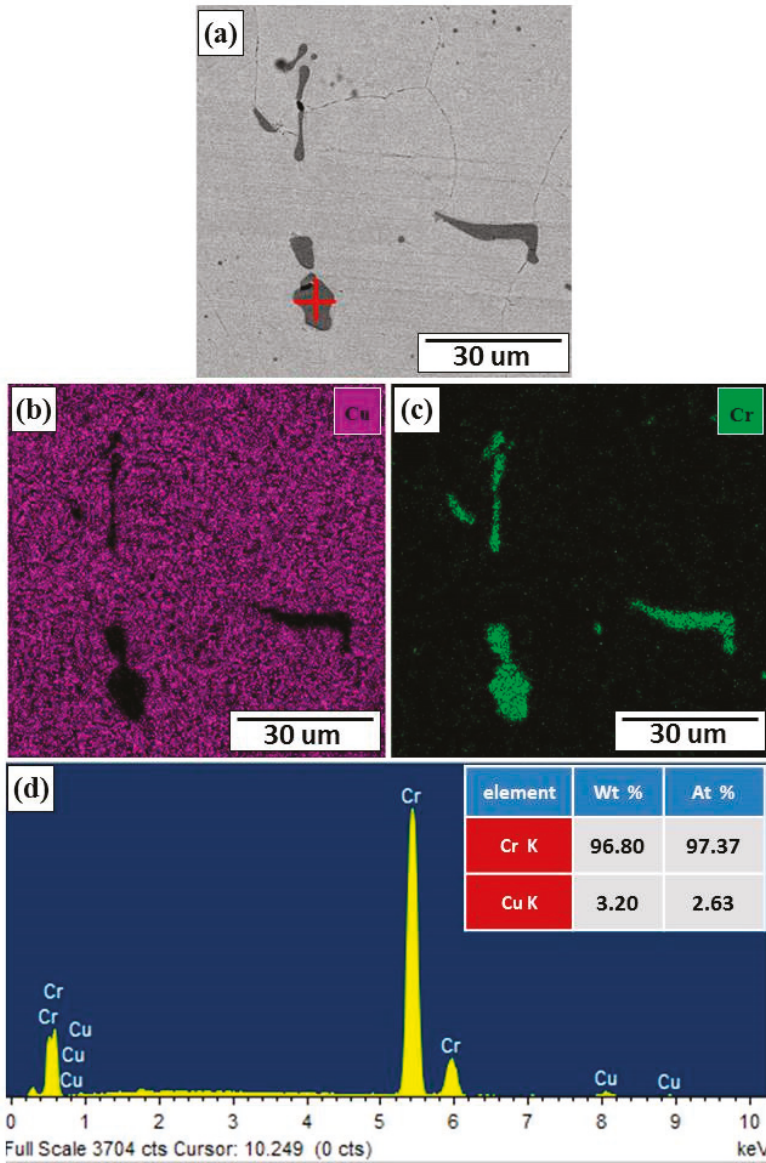 (a)
30 um
(b)
Cu
30 um
(c)
Cr
30 um
(d)
element Wt % At %
Cr K 96.80 97.37
Cu K 3.20 2.63
Cr
Cr
Cr
Cu
Cu
Cu
Cr
Cu
Cu
0 1 2 3 4 5 6 7 8 9 10
Full Scale 3704 cts Cursor: 10.249 (0 cts)
keV